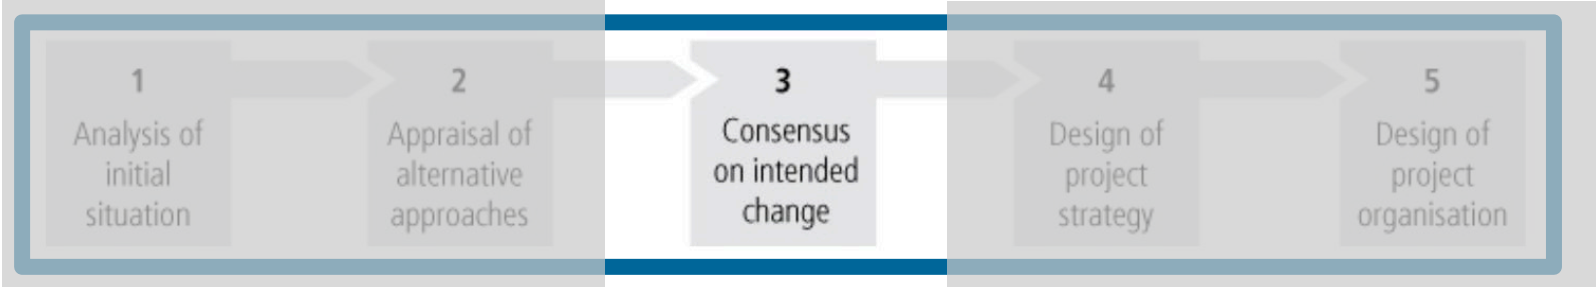 1
Analysis of
initial
situation
2
Appraisal of
alternative
approaches
3
Consensus
on intended
change
4
Design of
project
strategy
5
Design of
project
organisation